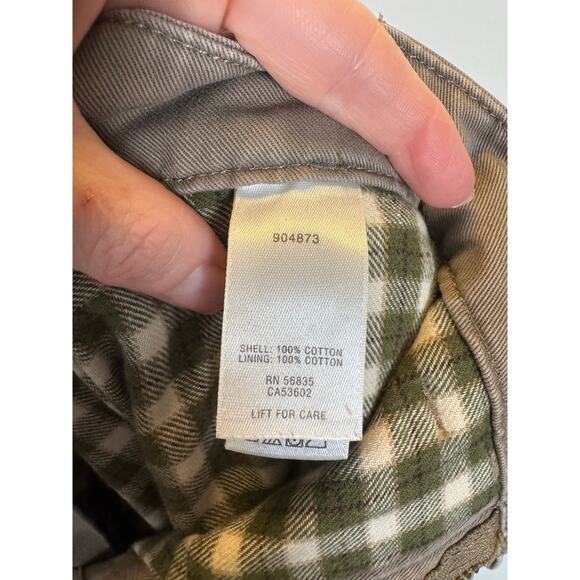 904873
SHELL: 100% COTTON
LINING: 100% COTTON
RN 56835
CA53602
LIFT FOR CARE